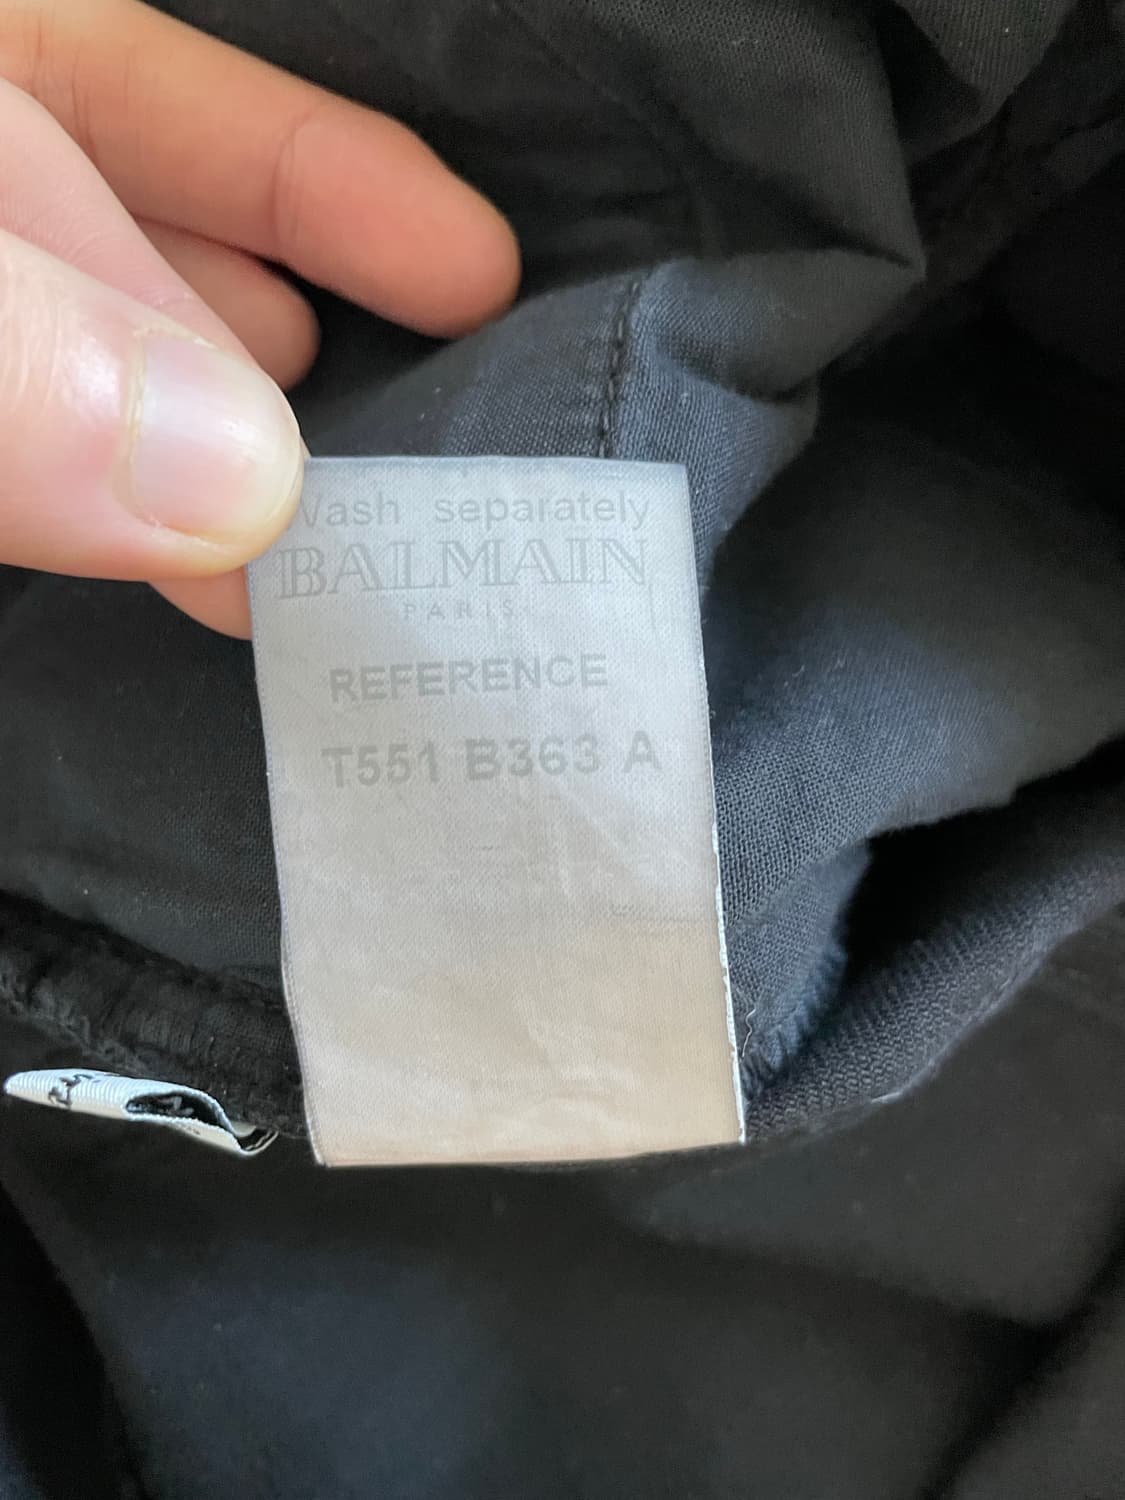 Wash separately
BALMAIN
PARIS
REFERENCE
T551 B363 A